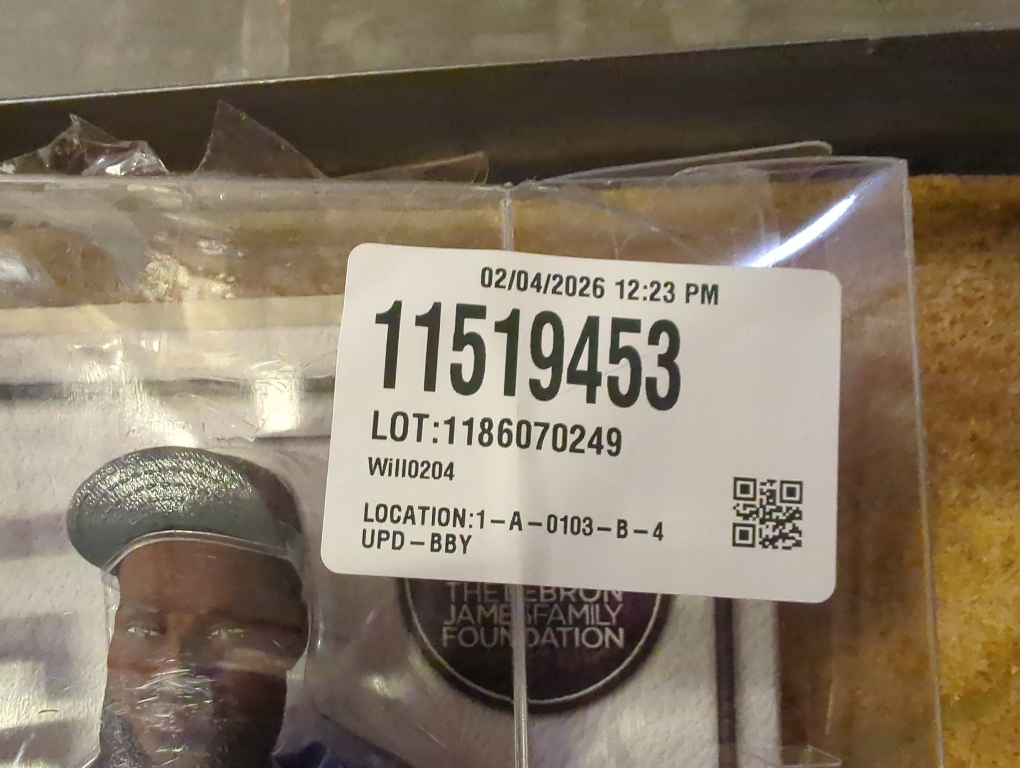 02/04/2026 12:23 PM
11519453
LOT:1186070249
Will0204
LOCATION:1-A-0103-B-4
UPD-BBY
THE LEBRON
JAMES FAMILY
FOUNDATION